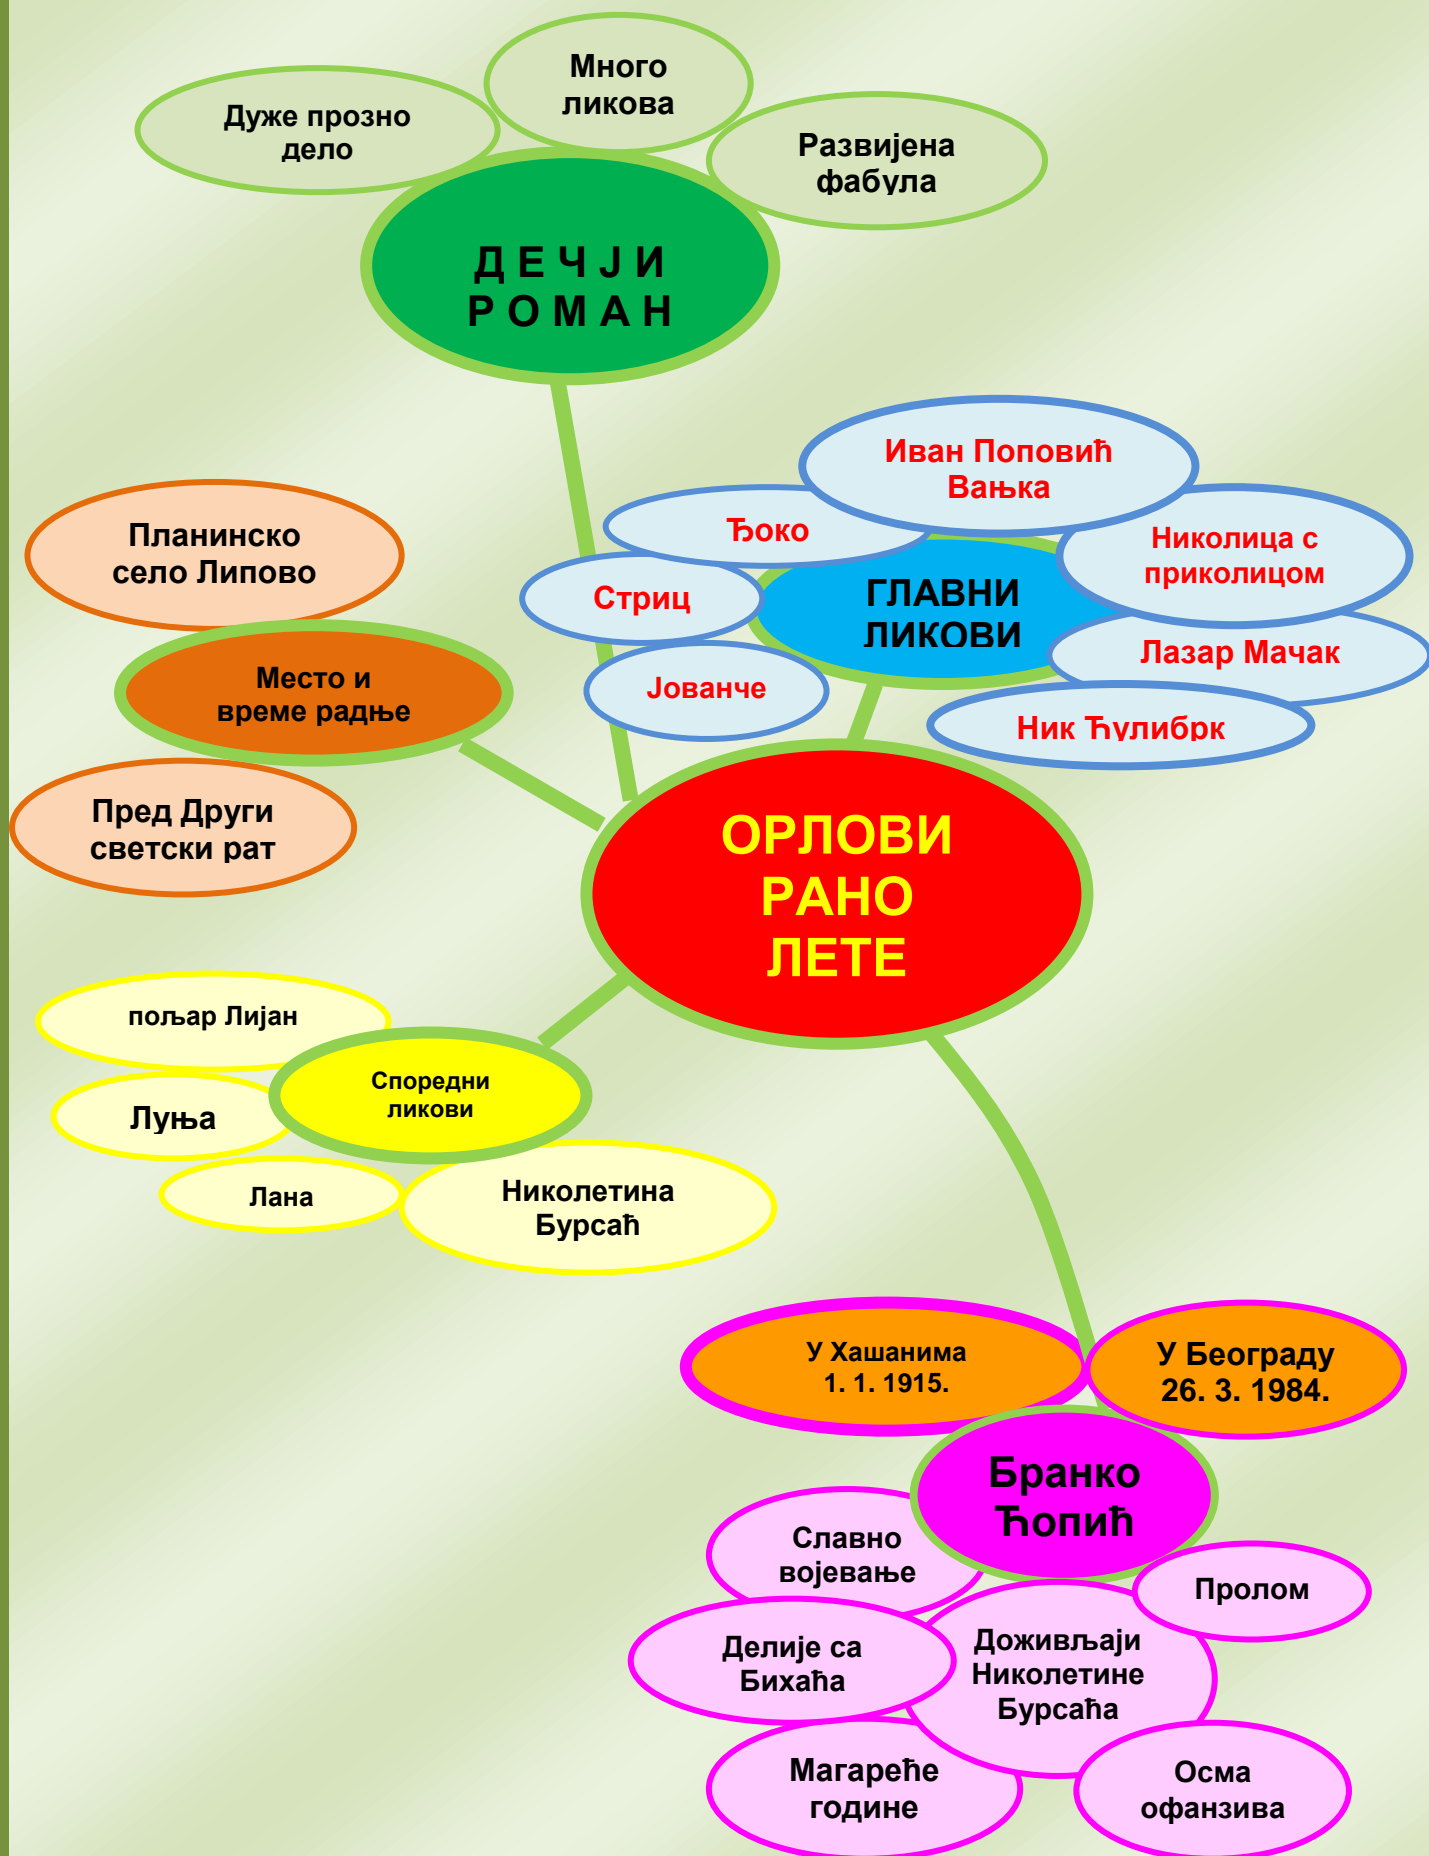 Много
ликова
Дуже прозно
дело
Развијена
фабула
Д Е Ч Ј И
Р О М А Н
Иван Поповић
Вањка
Ђоко
Николица с
приколицом
Стриц
ГЛАВНИ
ЛИКОВИ
Лазар Мачак
Јованче
Ник Ћулибрк
Планинско
село Липово
Место и
време радње
Пред Други
светски рат
ОРЛОВИ
РАНО
ЛЕТЕ
пољар Лијан
Споредни
ликови
Луња
Лана
Николетина
Бурсаћ
У Хашанима
1. 1. 1915.
У Београду
26. 3. 1984.
Бранко
Ћопић
Славно
војевање
Пролом
Делије са
Бихаћа
Доживљаји
Николетине
Бурсаћа
Магареће
године
Осма
офанзива